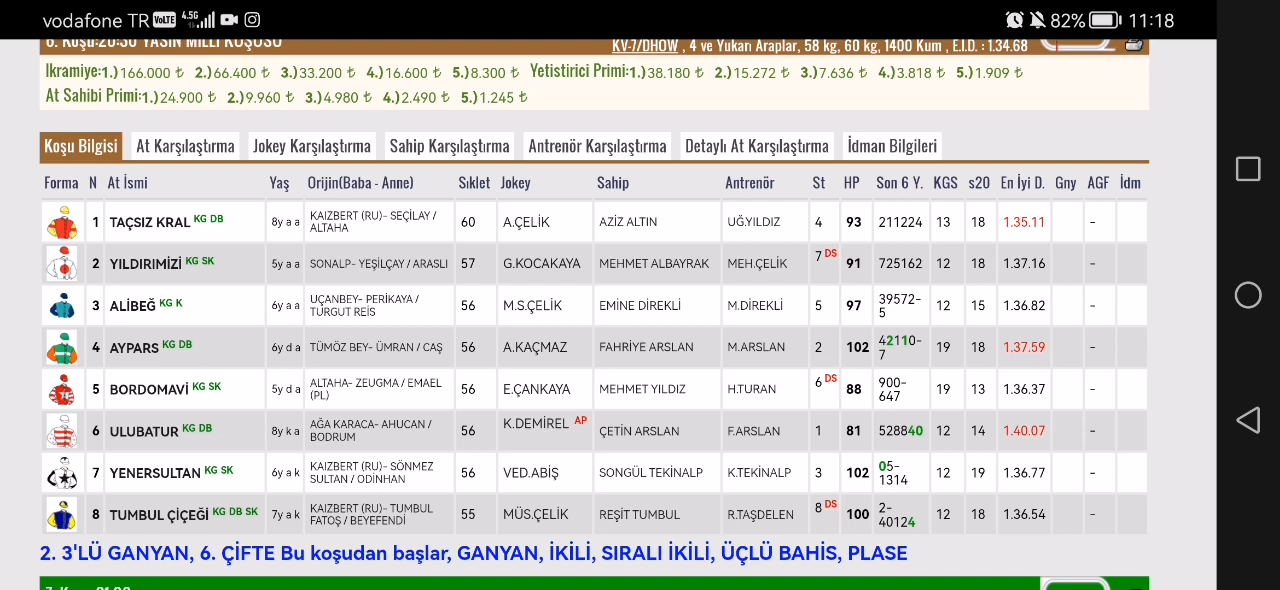 vodafone TR VoLTE 4.5G 1k 82% 11:18
6. Koşu:20:30 YASİN MİLLİ KOŞUSU KV-7/DHÖW , 4 ve Yukarı Araplar, 58 kg, 60 kg, 1400 Kum , E.İ.D. : 1.34.68
İkramiye:1.)166.000 ₺ 2.)66.400 ₺ 3.)33.200 ₺ 4.)16.600 ₺ 5.)8.300 ₺ Yetistirici Primi:1.)38.180 ₺ 2.)15.272 ₺ 3.)7.636 ₺ 4.)3.818 ₺ 5.)1.909 ₺
At Sahibi Primi:1.)24.900 ₺ 2.)9.960 ₺ 3.)4.980 ₺ 4.)2.490 ₺ 5.)1.245 ₺
Koşu Bilgisi At Karşılaştırma Jokey Karşılaştırma Sahip Karşılaştırma Antrenör Karşılaştırma Detaylı At Karşılaştırma İdman Bilgileri
Forma N At İsmi Yaş Orijin(Baba - Anne) Sıklet Jokey Sahip Antrenör St HP Son 6 Y. KGS s20 En İyi D. Gny AGF İdm
1 TAÇSIZ KRAL KG DB 8y a a KAIZBERT (RU)- SEÇİLAY / ALTAHA 60 A.ÇELİK AZİZ ALTIN UĞ.YILDIZ 4 93 211224 13 18 1.35.11 -
2 YILDIRIMİZİ KG SK 5y a a SONALP- YEŞİLÇAY / ARASLI 57 G.KOCAKAYA MEHMET ALBAYRAK MEH.ÇELİK 7 DS 91 725162 12 18 1.37.16 -
3 ALİBEĞ KG K 6y a a UÇANBEY- PERİKAYA / TURGUT REİS 56 M.S.ÇELİK EMİNE DİREKLİ M.DİREKLİ 5 97 39572-5 12 15 1.36.82 -
4 AYPARS KG DB 6y d a TÜMÖZ BEY- ÜMRAN / CAŞ 56 A.KAÇMAZ FAHRİYE ARSLAN M.ARSLAN 2 102 42110-7 19 18 1.37.59 -
5 BORDOMAVİ KG SK 5y d a ALTAHA- ZEUGMA / EMAEL (PL) 56 E.ÇANKAYA MEHMET YILDIZ H.TURAN 6 DS 88 900-647 19 13 1.36.37 -
6 ULUBATUR KG DB 8y k a AĞA KARACA- AHUCAN / BODRUM 56 K.DEMİREL AP ÇETİN ARSLAN F.ARSLAN 1 81 528840 12 14 1.40.07 -
7 YENERSULTAN KG SK 6y a k KAIZBERT (RU)- SÖNMEZ SULTAN / ODİNHAN 56 VED.ABİŞ SONGÜL TEKİNALP K.TEKİNALP 3 102 05-1314 12 19 1.36.77 -
8 TUMBUL ÇİÇEĞİ KG DB SK 7y a k KAIZBERT (RU)- TUMBUL FATOŞ / BEYEFENDİ 55 MÜS.ÇELİK REŞİT TUMBUL R.TAŞDELEN 8 DS 100 2-40124 12 18 1.36.54 -
2. 3'LÜ GANYAN, 6. ÇİFTE Bu koşudan başlar, GANYAN, İKİLİ, SIRALI İKİLİ, ÜÇLÜ BAHİS, PLASE